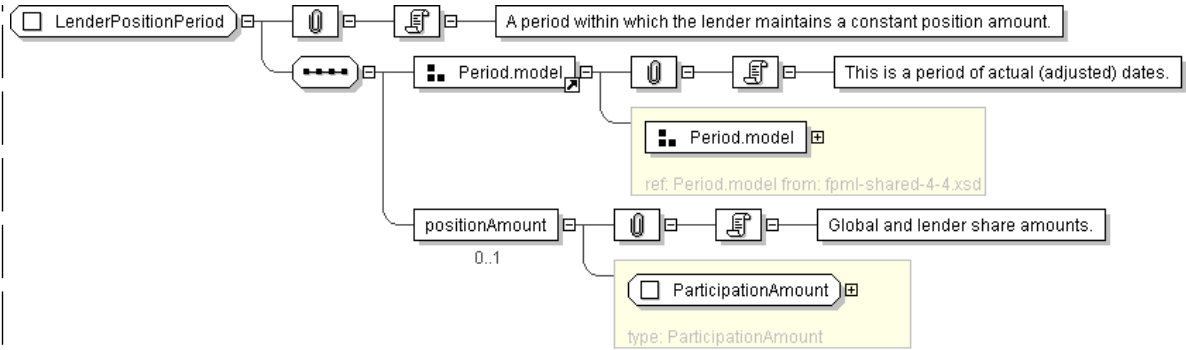 LenderPositionPeriod
A period within which the lender maintains a constant position amount.
Period.model
This is a period of actual (adjusted) dates.
Period.model
ref: Period.model from: fpml-shared-4-4.xsd
positionAmount
Global and lender share amounts.
0..1
ParticipationAmount
type: ParticipationAmount